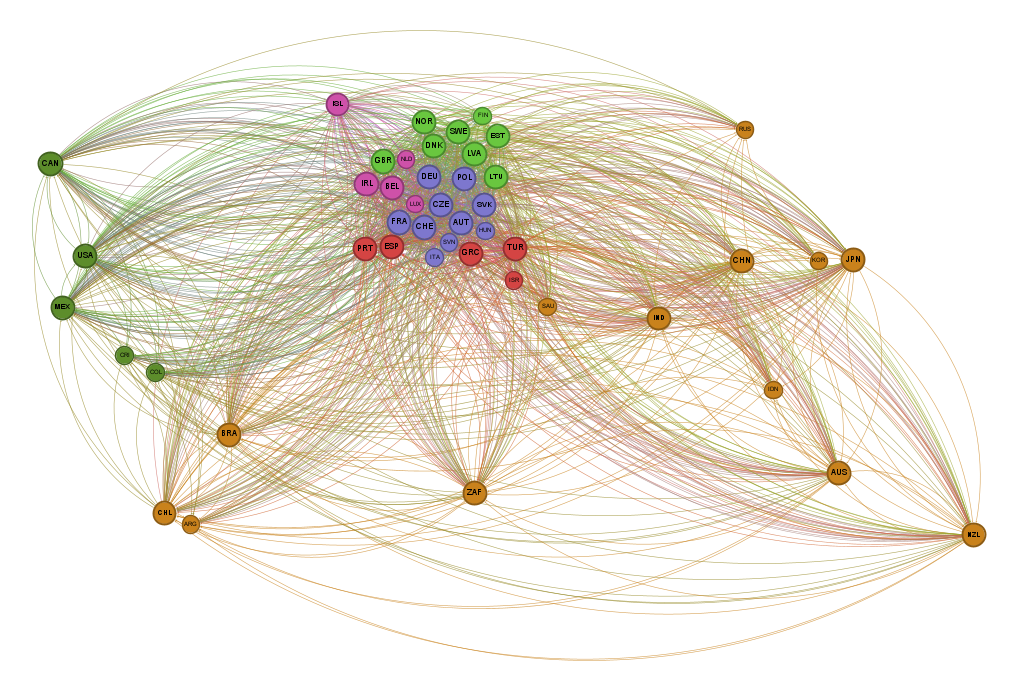 ISL
FIN
NOR
RUS
SWE
EST
DNK
LVA
NLD
GBR
CAN
DEU
POL
LTU
IRL
BEL
LUX
CZE
SVK
FRA
CHE
AUT
HUN
SVN
PRT
ESP
TUR
GRC
USA
ITA
CHN
KOR
JPN
ISR
MEX
SAU
IND
CRI
COL
IDN
BRA
AUS
ZAF
CHL
ARG
NZL